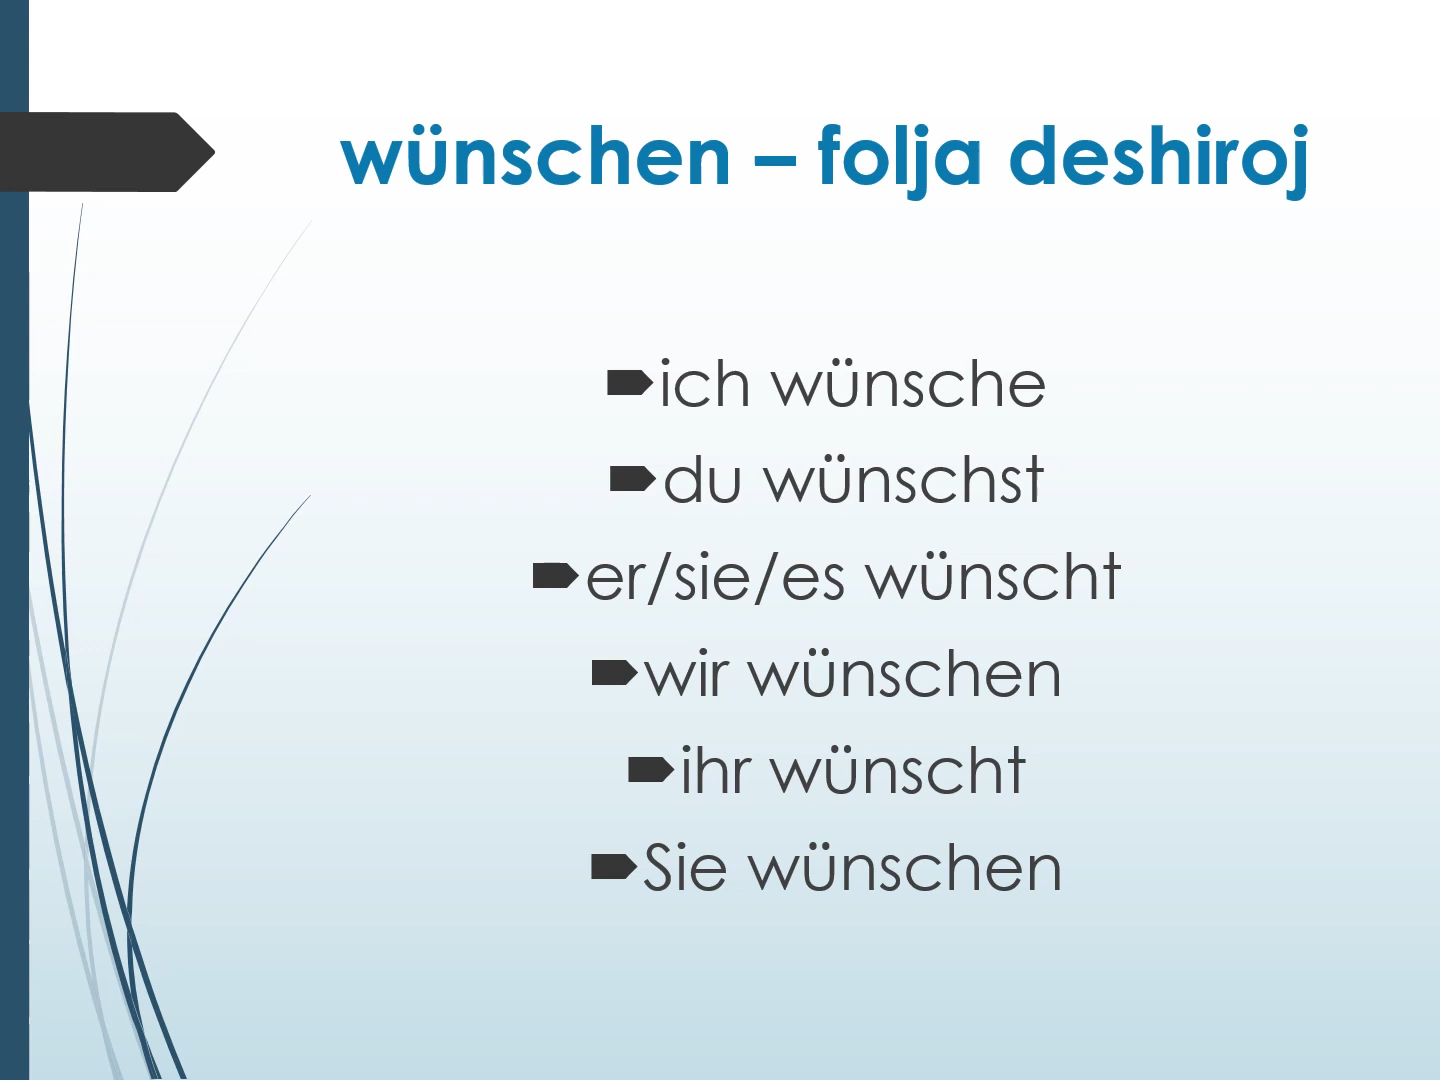 wünschen – folja deshiroj
ich wünsche
du wünschst
er/sie/es wünscht
wir wünschen
ihr wünscht
Sie wünschen